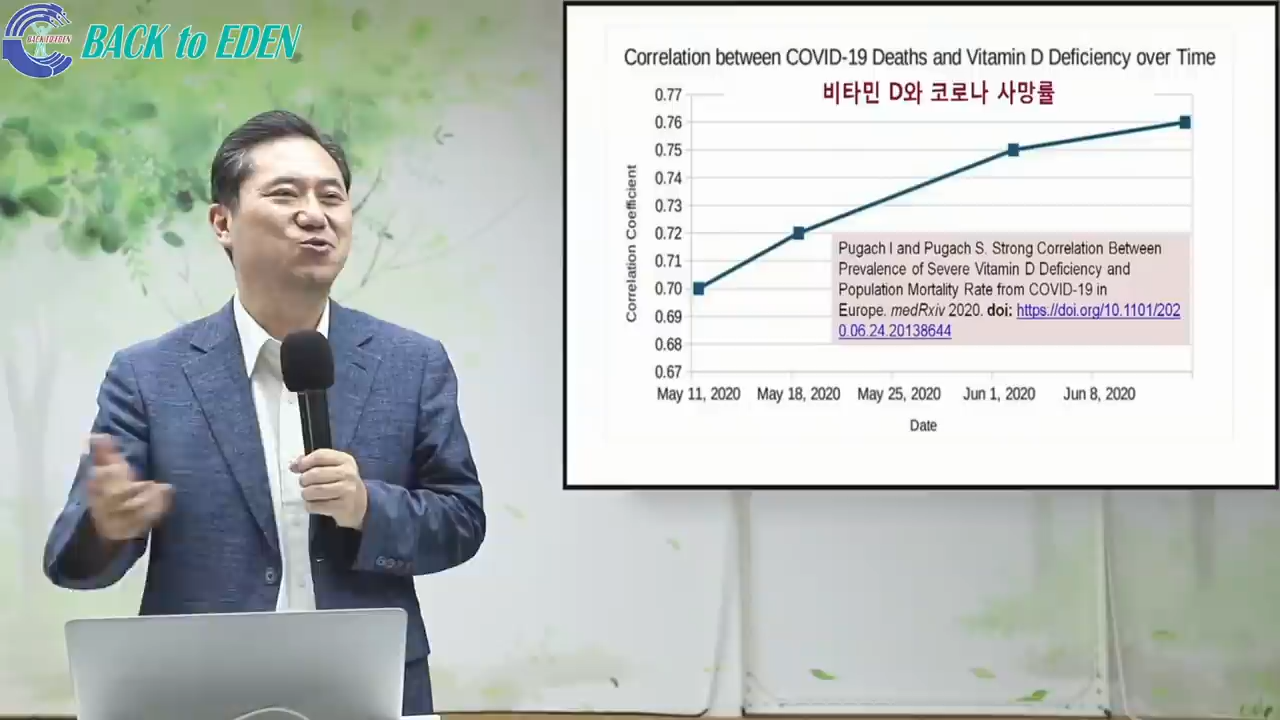 BACK TO EDEN
BACK to EDEN
Correlation between COVID-19 Deaths and Vitamin D Deficiency over Time
비타민 D와 코로나 사망률
0.77
0.76
0.75
0.74
0.73
0.72
0.71
0.70
0.69
0.68
0.67
Correlation Coefficient
Pugach I and Pugach S. Strong Correlation Between
Prevalence of Severe Vitamin D Deficiency and
Population Mortality Rate from COVID-19 in
Europe. medRxiv 2020. doi: https://doi.org/10.1101/202
0.06.24.20138644
May 11, 2020 May 18, 2020 May 25, 2020 Jun 1, 2020 Jun 8, 2020
Date